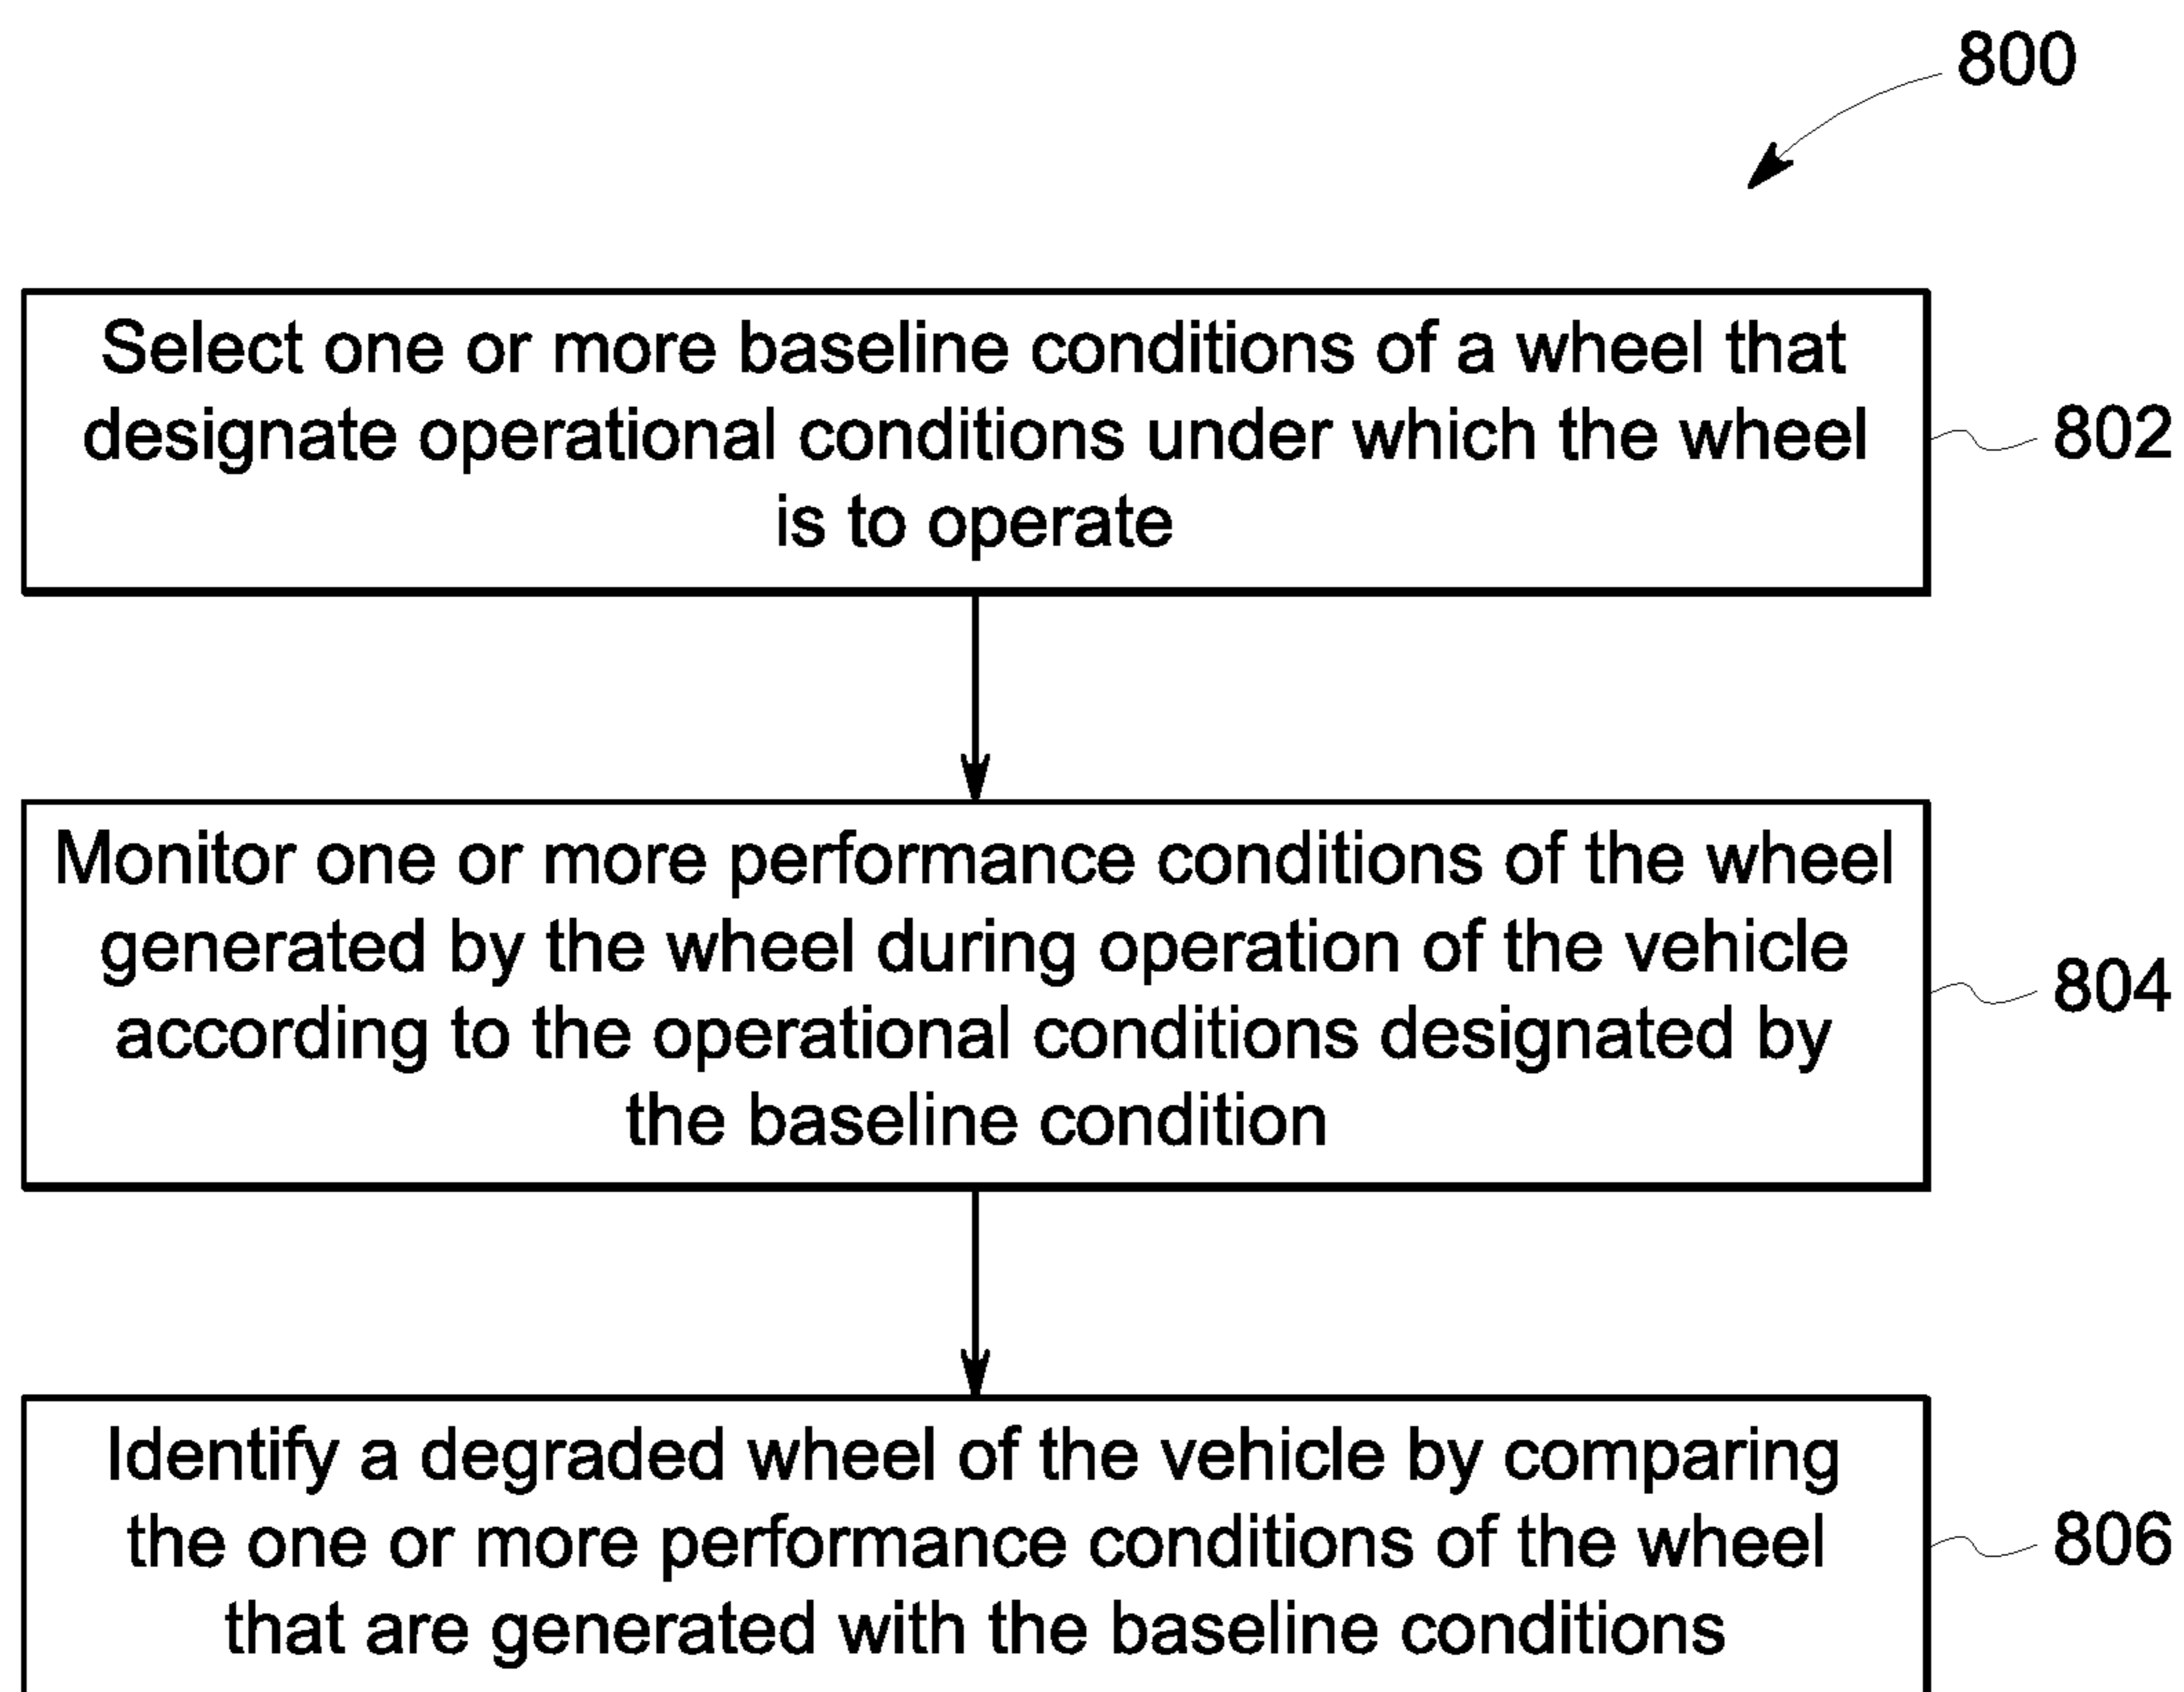 800
Select one or more baseline conditions of a wheel that
designate operational conditions under which the wheel
is to operate
802
Monitor one or more performance conditions of the wheel
generated by the wheel during operation of the vehicle
according to the operational conditions designated by
the baseline condition
804
Identify a degraded wheel of the vehicle by comparing
the one or more performance conditions of the wheel
that are generated with the baseline conditions
806